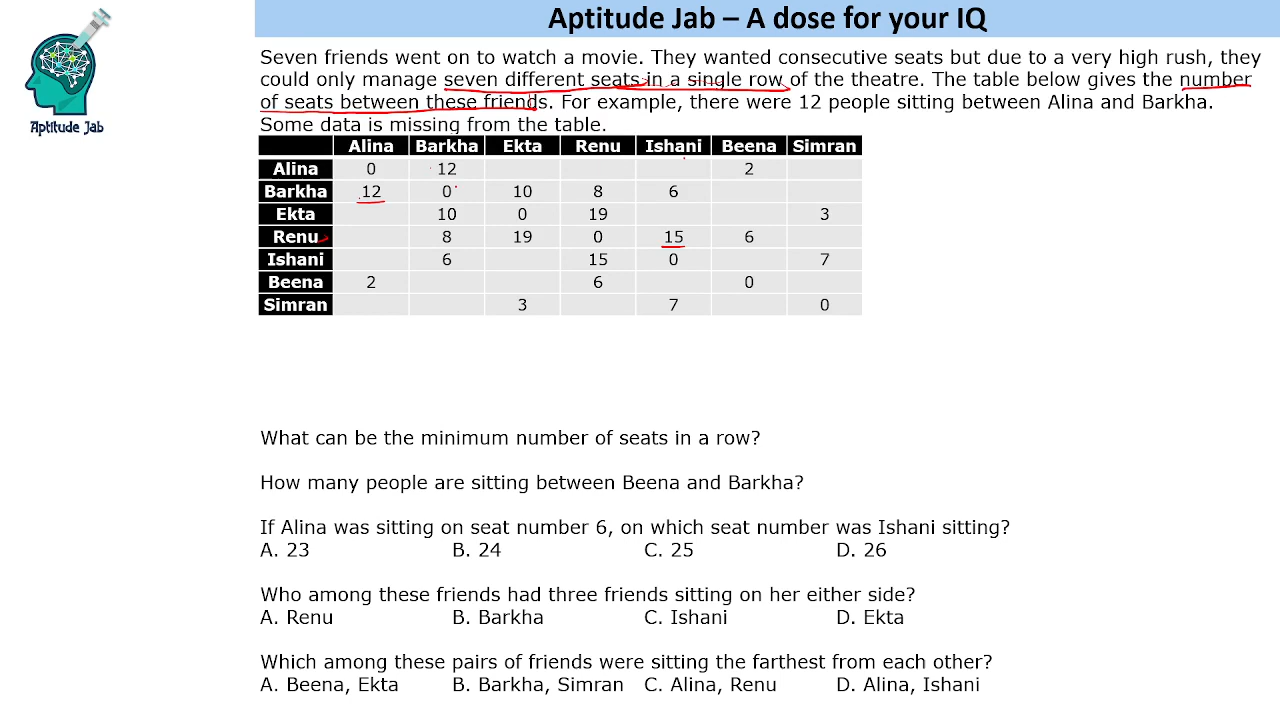 Aptitude Jab – A dose for your IQ
Aptitude Jab
Seven friends went on to watch a movie. They wanted consecutive seats but due to a very high rush, they
could only manage seven different seats in a single row of the theatre. The table below gives the number
of seats between these friends. For example, there were 12 people sitting between Alina and Barkha.
Some data is missing from the table.
Alina Barkha Ekta Renu Ishani Beena Simran
Alina 0 12 2
Barkha 12 0 10 8 6
Ekta 10 0 19 3
Renu 8 19 0 15 6
Ishani 6 15 0 7
Beena 2 6 0
Simran 3 7 0
What can be the minimum number of seats in a row?
How many people are sitting between Beena and Barkha?
If Alina was sitting on seat number 6, on which seat number was Ishani sitting?
A. 23 B. 24 C. 25 D. 26
Who among these friends had three friends sitting on her either side?
A. Renu B. Barkha C. Ishani D. Ekta
Which among these pairs of friends were sitting the farthest from each other?
A. Beena, Ekta B. Barkha, Simran C. Alina, Renu D. Alina, Ishani